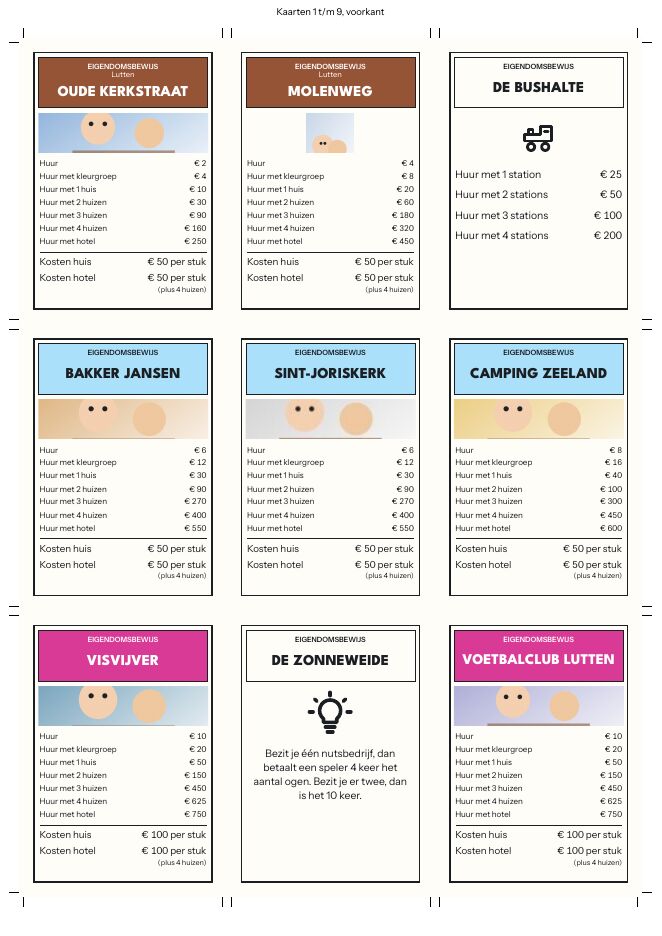 Kaarten 1 t/m 9, voorkant
EIGENDOMSBEWIJS
Lutten
OUDE KERKSTRAAT
Huur € 2
Huur met kleurgroep € 4
Huur met 1 huis € 10
Huur met 2 huizen € 30
Huur met 3 huizen € 90
Huur met 4 huizen € 160
Huur met hotel € 250
Kosten huis € 50 per stuk
Kosten hotel € 50 per stuk
(plus 4 huizen)
EIGENDOMSBEWIJS
Lutten
MOLENWEG
Huur € 4
Huur met kleurgroep € 8
Huur met 1 huis € 20
Huur met 2 huizen € 60
Huur met 3 huizen € 180
Huur met 4 huizen € 320
Huur met hotel € 450
Kosten huis € 50 per stuk
Kosten hotel € 50 per stuk
(plus 4 huizen)
EIGENDOMSBEWIJS
DE BUSHALTE
Huur met 1 station € 25
Huur met 2 stations € 50
Huur met 3 stations € 100
Huur met 4 stations € 200
EIGENDOMSBEWIJS
BAKKER JANSEN
Huur € 6
Huur met kleurgroep € 12
Huur met 1 huis € 30
Huur met 2 huizen € 90
Huur met 3 huizen € 270
Huur met 4 huizen € 400
Huur met hotel € 550
Kosten huis € 50 per stuk
Kosten hotel € 50 per stuk
(plus 4 huizen)
EIGENDOMSBEWIJS
SINT-JORISKERK
Huur € 6
Huur met kleurgroep € 12
Huur met 1 huis € 30
Huur met 2 huizen € 90
Huur met 3 huizen € 270
Huur met 4 huizen € 400
Huur met hotel € 550
Kosten huis € 50 per stuk
Kosten hotel € 50 per stuk
(plus 4 huizen)
EIGENDOMSBEWIJS
CAMPING ZEELAND
Huur € 8
Huur met kleurgroep € 16
Huur met 1 huis € 40
Huur met 2 huizen € 100
Huur met 3 huizen € 300
Huur met 4 huizen € 450
Huur met hotel € 600
Kosten huis € 50 per stuk
Kosten hotel € 50 per stuk
(plus 4 huizen)
EIGENDOMSBEWIJS
VISVIJVER
Huur € 10
Huur met kleurgroep € 20
Huur met 1 huis € 50
Huur met 2 huizen € 150
Huur met 3 huizen € 450
Huur met 4 huizen € 625
Huur met hotel € 750
Kosten huis € 100 per stuk
Kosten hotel € 100 per stuk
(plus 4 huizen)
EIGENDOMSBEWIJS
DE ZONNEWEIDE
Bezit je één nutsbedrijf, dan
betaalt een speler 4 keer het
aantal ogen. Bezit je er twee, dan
is het 10 keer.
EIGENDOMSBEWIJS
VOETBALCLUB LUTTEN
Huur € 10
Huur met kleurgroep € 20
Huur met 1 huis € 50
Huur met 2 huizen € 150
Huur met 3 huizen € 450
Huur met 4 huizen € 625
Huur met hotel € 750
Kosten huis € 100 per stuk
Kosten hotel € 100 per stuk
(plus 4 huizen)